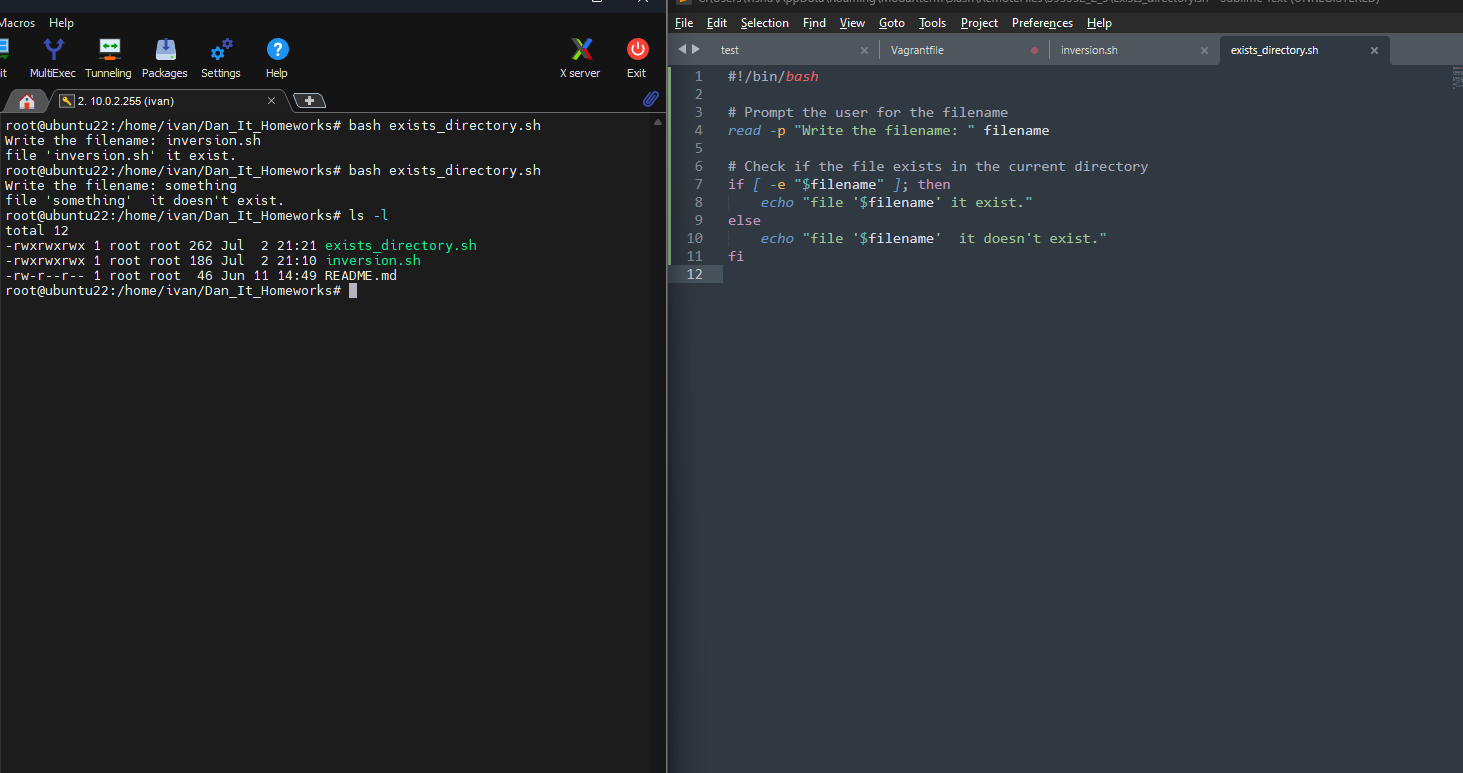 Macros Help
it MultiExec Tunneling Packages Settings Help X server Exit
2. 10.0.2.255 (ivan)
root@ubuntu22:/home/ivan/Dan_It_Homeworks# bash exists_directory.sh
Write the filename: inversion.sh
file 'inversion.sh' it exist.
root@ubuntu22:/home/ivan/Dan_It_Homeworks# bash exists_directory.sh
Write the filename: something
file 'something'  it doesn't exist.
root@ubuntu22:/home/ivan/Dan_It_Homeworks# ls -l
total 12
-rwxrwxrwx 1 root root 262 Jul  2 21:21 exists_directory.sh
-rwxrwxrwx 1 root root 186 Jul  2 21:10 inversion.sh
-rw-r--r-- 1 root root  46 Jun 11 14:49 README.md
root@ubuntu22:/home/ivan/Dan_It_Homeworks#
File Edit Selection Find View Goto Tools Project Preferences Help
test Vagrantfile inversion.sh exists_directory.sh
1 #!/bin/bash
2
3 # Prompt the user for the filename
4 read -p "Write the filename: " filename
5
6 # Check if the file exists in the current directory
7 if [ -e "$filename" ]; then
8     echo "file '$filename' it exist."
9 else
10     echo "file '$filename'  it doesn't exist."
11 fi
12